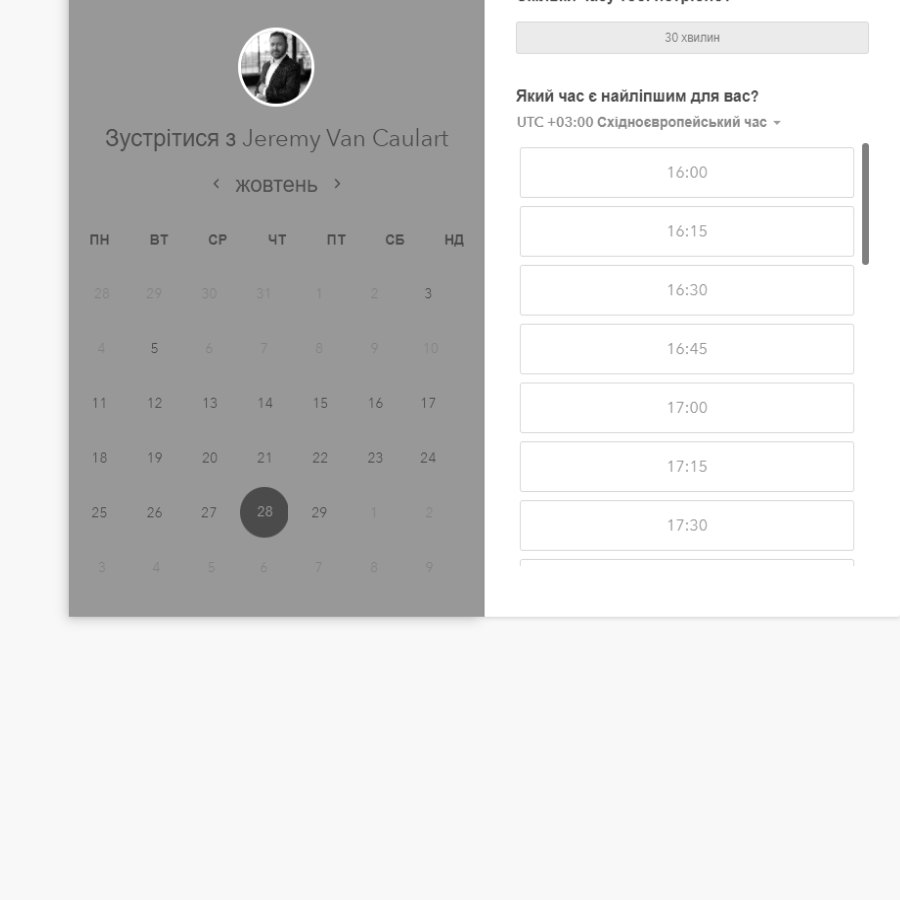 Зустрітися з Jeremy Van Caulart
жовтень
ПН ВТ СР ЧТ ПТ СБ НД
28 29 30 31 1 2 3
4 5 6 7 8 9 10
11 12 13 14 15 16 17
18 19 20 21 22 23 24
25 26 27 28 29 1 2
3 4 5 6 7 8 9
30 хвилин
Який час є найліпшим для вас?
UTC +03:00 Східноєвропейський час
16:00
16:15
16:30
16:45
17:00
17:15
17:30